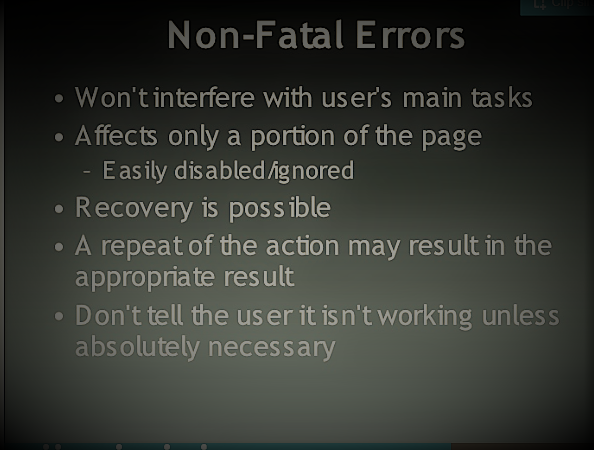 Non-Fatal Errors
• Won't interfere with user's main tasks
• Affects only a portion of the page
– Easily disabled/ignored
• Recovery is possible
• A repeat of the action may result in the
appropriate result
• Don't tell the user it isn't working unless
absolutely necessary